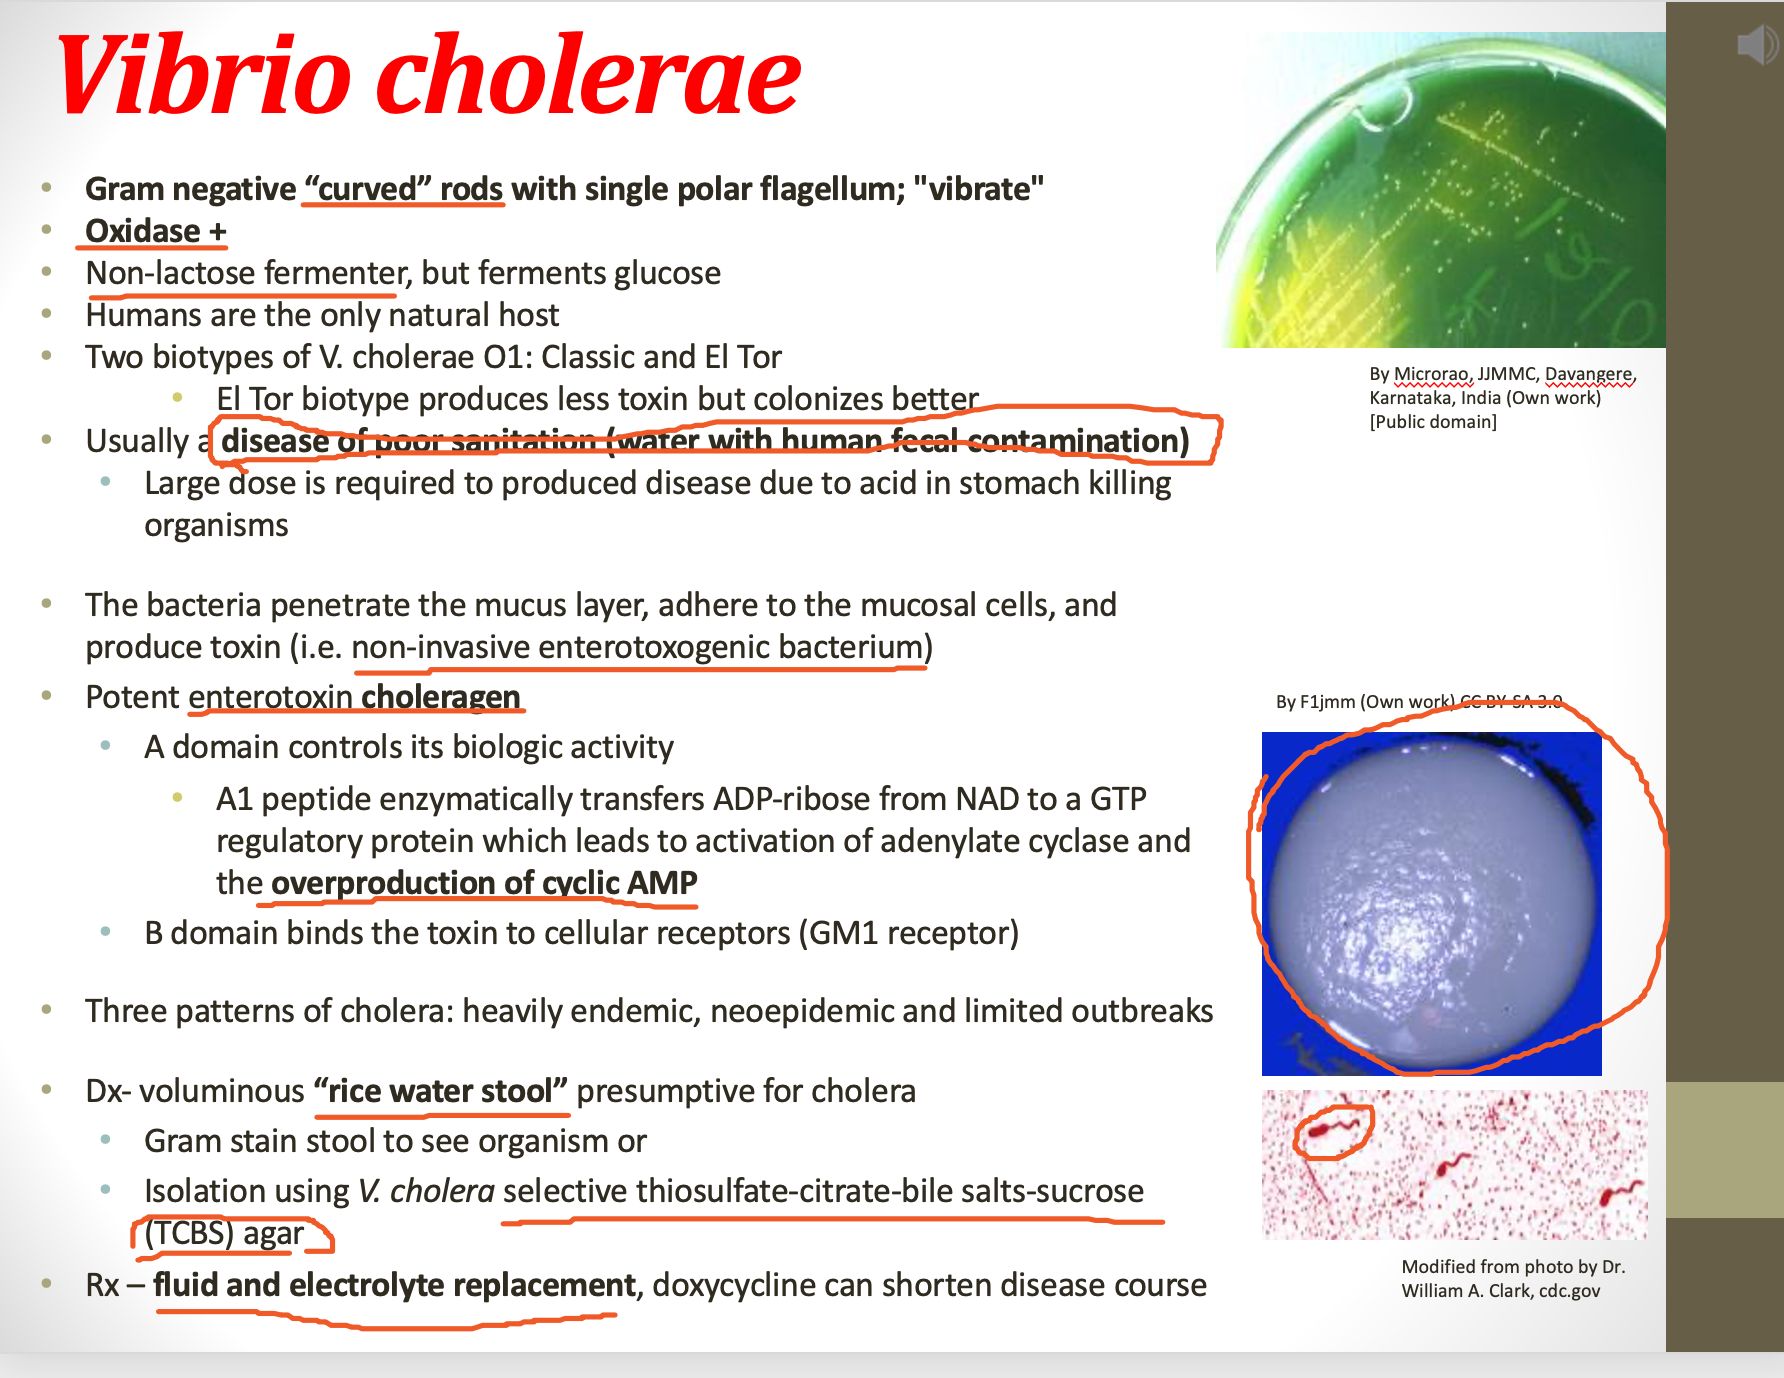 Vibrio cholerae
• Gram negative “curved” rods with single polar flagellum; "vibrate"
• Oxidase +
• Non-lactose fermenter, but ferments glucose
• Humans are the only natural host
• Two biotypes of V. cholerae O1: Classic and El Tor
• El Tor biotype produces less toxin but colonizes better
• Usually a disease of poor sanitation (water with human fecal contamination)
• Large dose is required to produced disease due to acid in stomach killing
organisms
• The bacteria penetrate the mucus layer, adhere to the mucosal cells, and
produce toxin (i.e. non-invasive enterotoxogenic bacterium)
• Potent enterotoxin choleragen
• A domain controls its biologic activity
• A1 peptide enzymatically transfers ADP-ribose from NAD to a GTP
regulatory protein which leads to activation of adenylate cyclase and
the overproduction of cyclic AMP
• B domain binds the toxin to cellular receptors (GM1 receptor)
• Three patterns of cholera: heavily endemic, neoepidemic and limited outbreaks
• Dx- voluminous “rice water stool” presumptive for cholera
• Gram stain stool to see organism or
• Isolation using V. cholera selective thiosulfate-citrate-bile salts-sucrose
(TCBS) agar
• Rx – fluid and electrolyte replacement, doxycycline can shorten disease course
By Microrao, JJMMC, Davangere,
Karnataka, India (Own work)
[Public domain]
By F1jmm (Own work) CC BY-SA 3.0
Modified from photo by Dr.
William A. Clark, cdc.gov